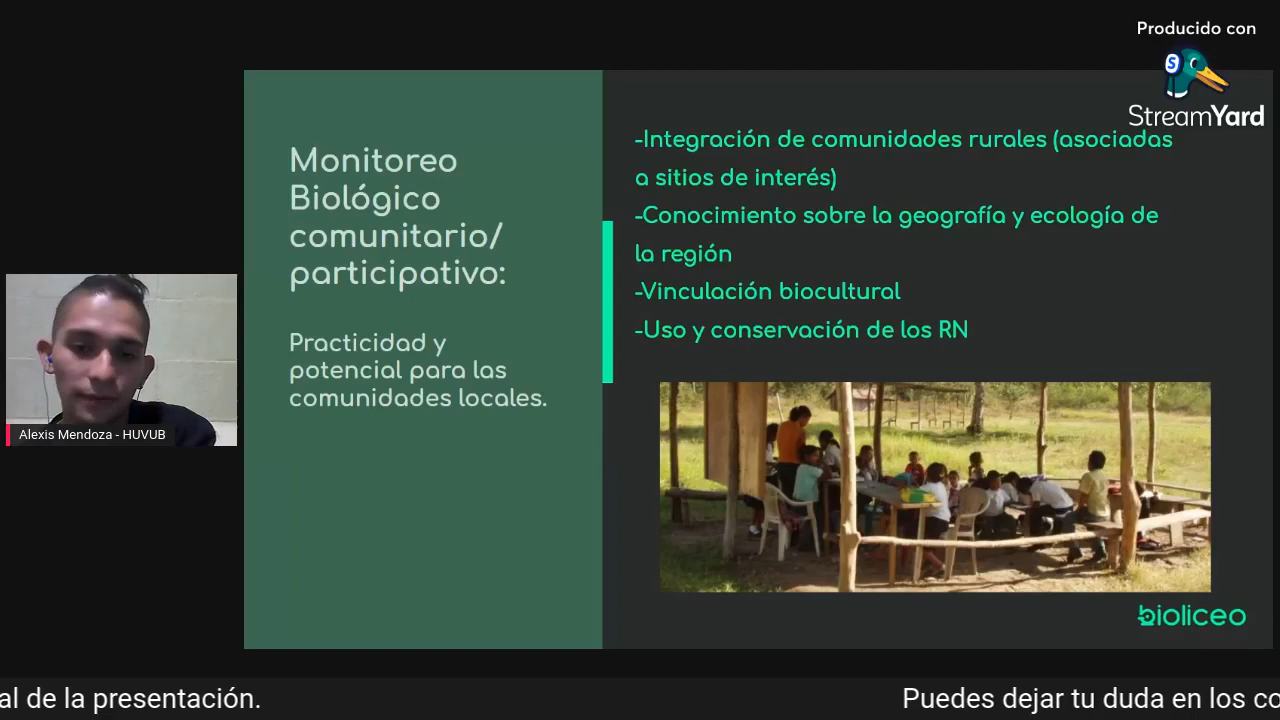 Producido con
StreamYard
Monitoreo
Biológico
comunitario/
participativo:
Practicidad y
potencial para las
comunidades locales.
-Integración de comunidades rurales (asociadas
a sitios de interés)
-Conocimiento sobre la geografía y ecología de
la región
-Vinculación biocultural
-Uso y conservación de los RN
Alexis Mendoza - HUVUB
bioliceo
al de la presentación.
Puedes dejar tu duda en los co